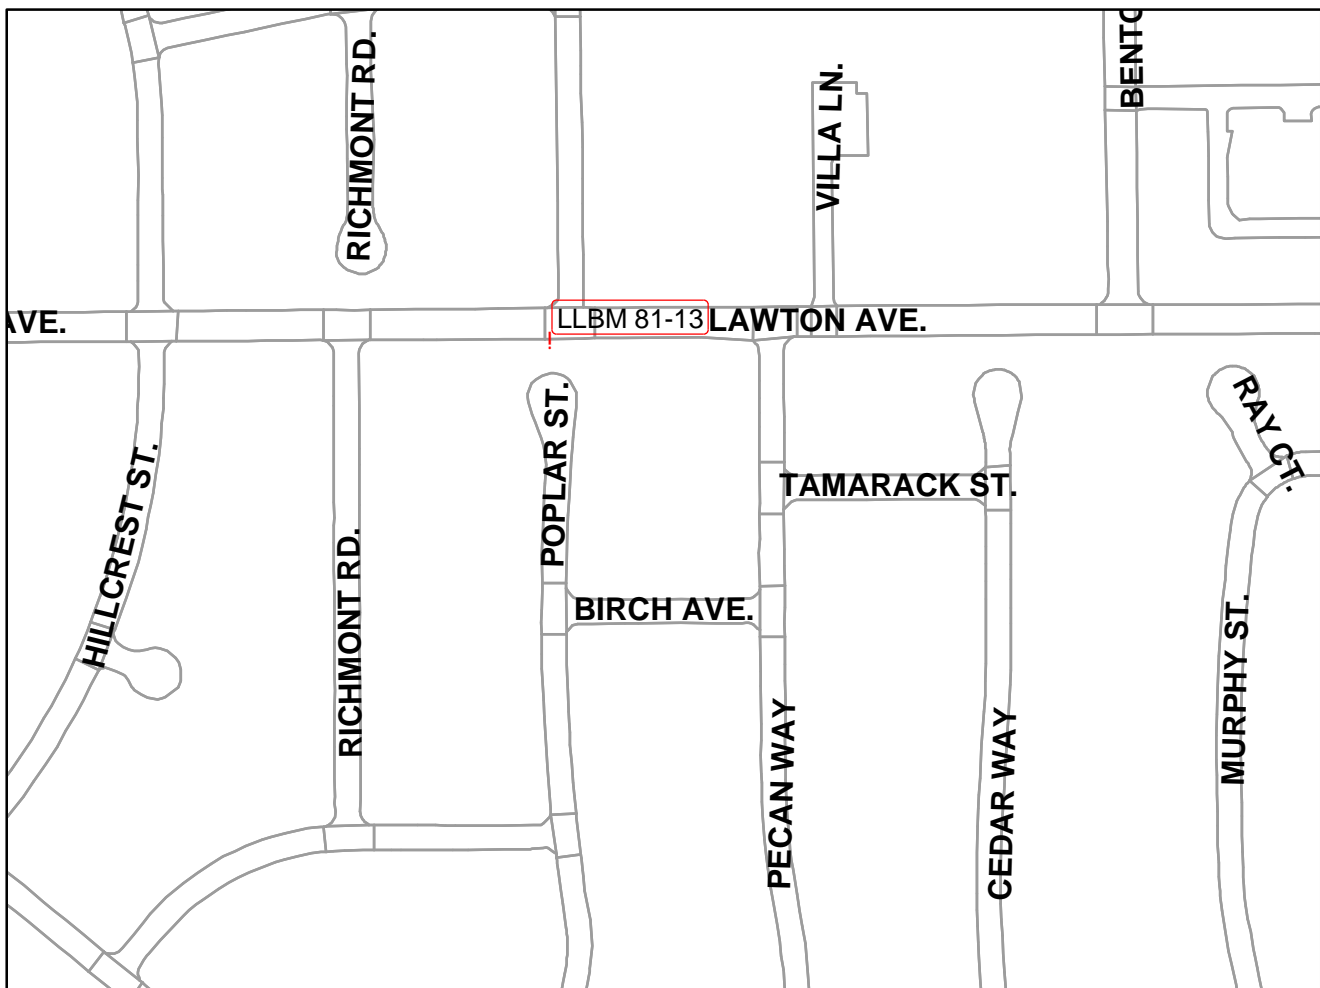 BENTO
RICHMONT RD.
VILLA LN.
AVE.
LLBM 81-13
LAWTON AVE.
RAY CT.
POPLAR ST.
TAMARACK ST.
HILLCREST ST.
BIRCH AVE.
RICHMONT RD.
MURPHY ST.
PECAN WAY
CEDAR WAY